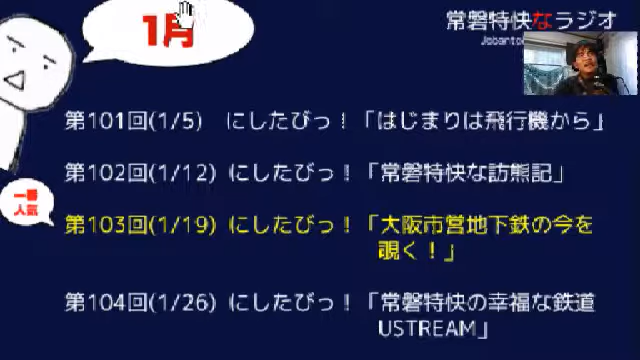 1月
常磐特快なラジオ
第101回(1/5) にしたびっ!「はじまりは飛行機から」
第102回(1/12) にしたびっ!「常磐特快な訪熊記」
一番
人気
第103回(1/19) にしたびっ!「大阪市営地下鉄の今を
覗く!」
第104回(1/26) にしたびっ!「常磐特快の幸福な鉄道
USTREAM」